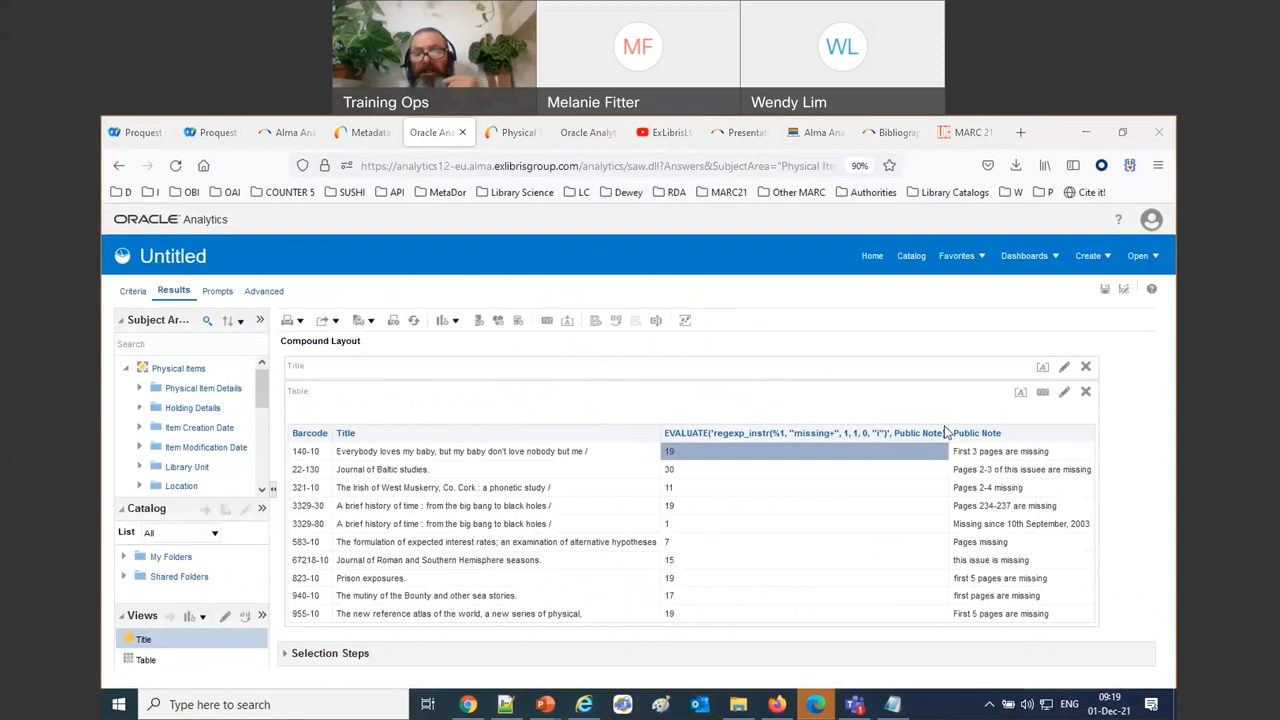 MF
WL
Training Ops
Melanie Fitter
Wendy Lim
Proquest
Proquest
Alma Ana
Metadata
Oracle Ana
Physical T
Oracle Analyti
ExLibrisLt
Presentat
Alma Ana
Bibliograp
MARC 21
https://analytics12-eu.alma.exlibrisgroup.com/analytics/saw.dll?Answers&SubjectArea="Physical Ite
90%
D
I
OBI
OAI
COUNTER 5
SUSHI
API
MetaDor
Library Science
LC
Dewey
RDA
MARC21
Other MARC
Authorities
Library Catalogs
W
P
Cite it!
ORACLE Analytics
?
Untitled
Home
Catalog
Favorites
Dashboards
Create
Open
Criteria
Results
Prompts
Advanced
Subject Ar...
Search
Physical Items
Physical Item Details
Holding Details
Item Creation Date
Item Modification Date
Library Unit
Location
Catalog
List All
My Folders
Shared Folders
Views
Title
Table
Compound Layout
Title
Table
Barcode Title EVALUATE('regexp_instr(%1, "missing+", 1, 1, 0, "i")', Public Note) Public Note
140-10 Everybody loves my baby, but my baby don't love nobody but me / 19 First 3 pages are missing
22-130 Journal of Baltic studies. 30 Pages 2-3 of this issuee are missing
321-10 The Irish of West Muskerry, Co. Cork : a phonetic study / 11 Pages 2-4 missing
3329-30 A brief history of time : from the big bang to black holes / 19 Pages 234-237 are missing
3329-80 A brief history of time : from the big bang to black holes / 1 Missing since 10th September, 2003
583-10 The formulation of expected interest rates; an examination of alternative hypotheses 7 Pages missing
67218-10 Journal of Roman and Southern Hemisphere seasons. 15 this issue is missing
823-10 Prison exposures. 19 first 5 pages are missing
940-10 The mutiny of the Bounty and other sea stories. 17 first pages are missing
955-10 The new reference atlas of the world, a new series of physical, 19 First 5 pages are missing
Selection Steps
Type here to search
ENG
09:19
01-Dec-21